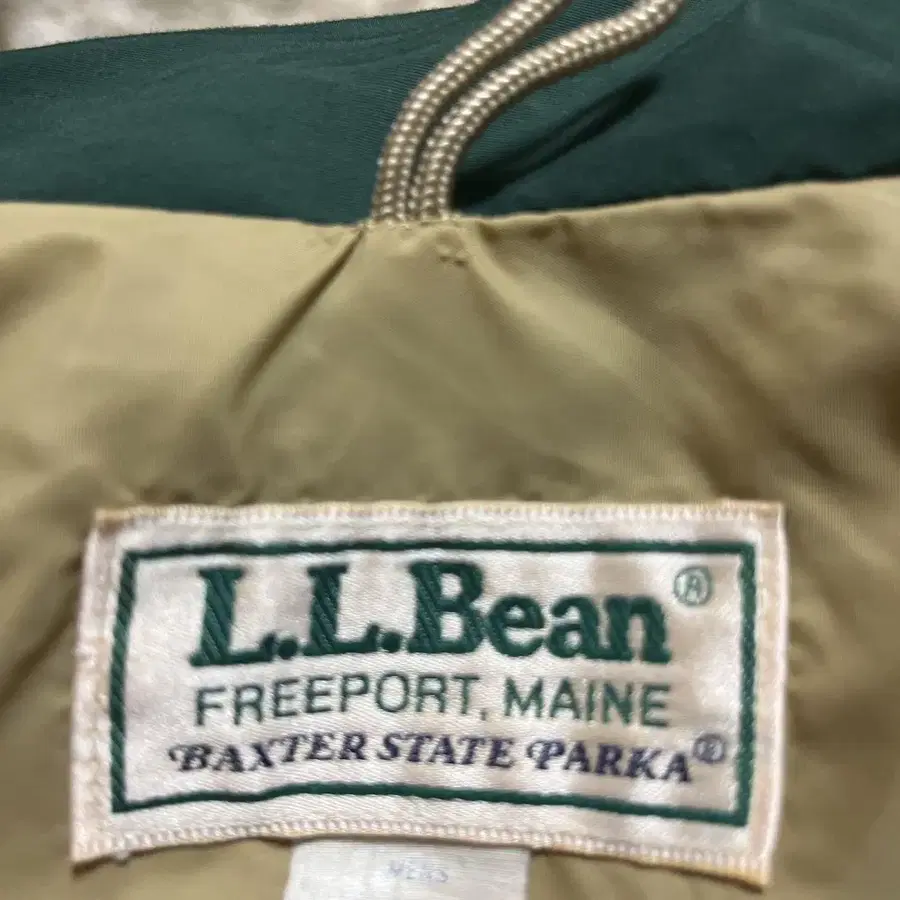 L.L.Bean®
FREEPORT, MAINE
BAXTER STATE PARKA®